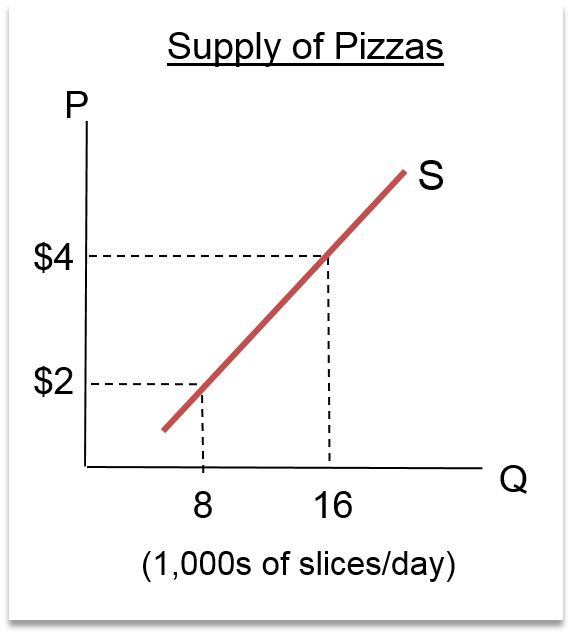 Supply of Pizzas
P
S
$4
$2
Q
8 16
(1,000s of slices/day)